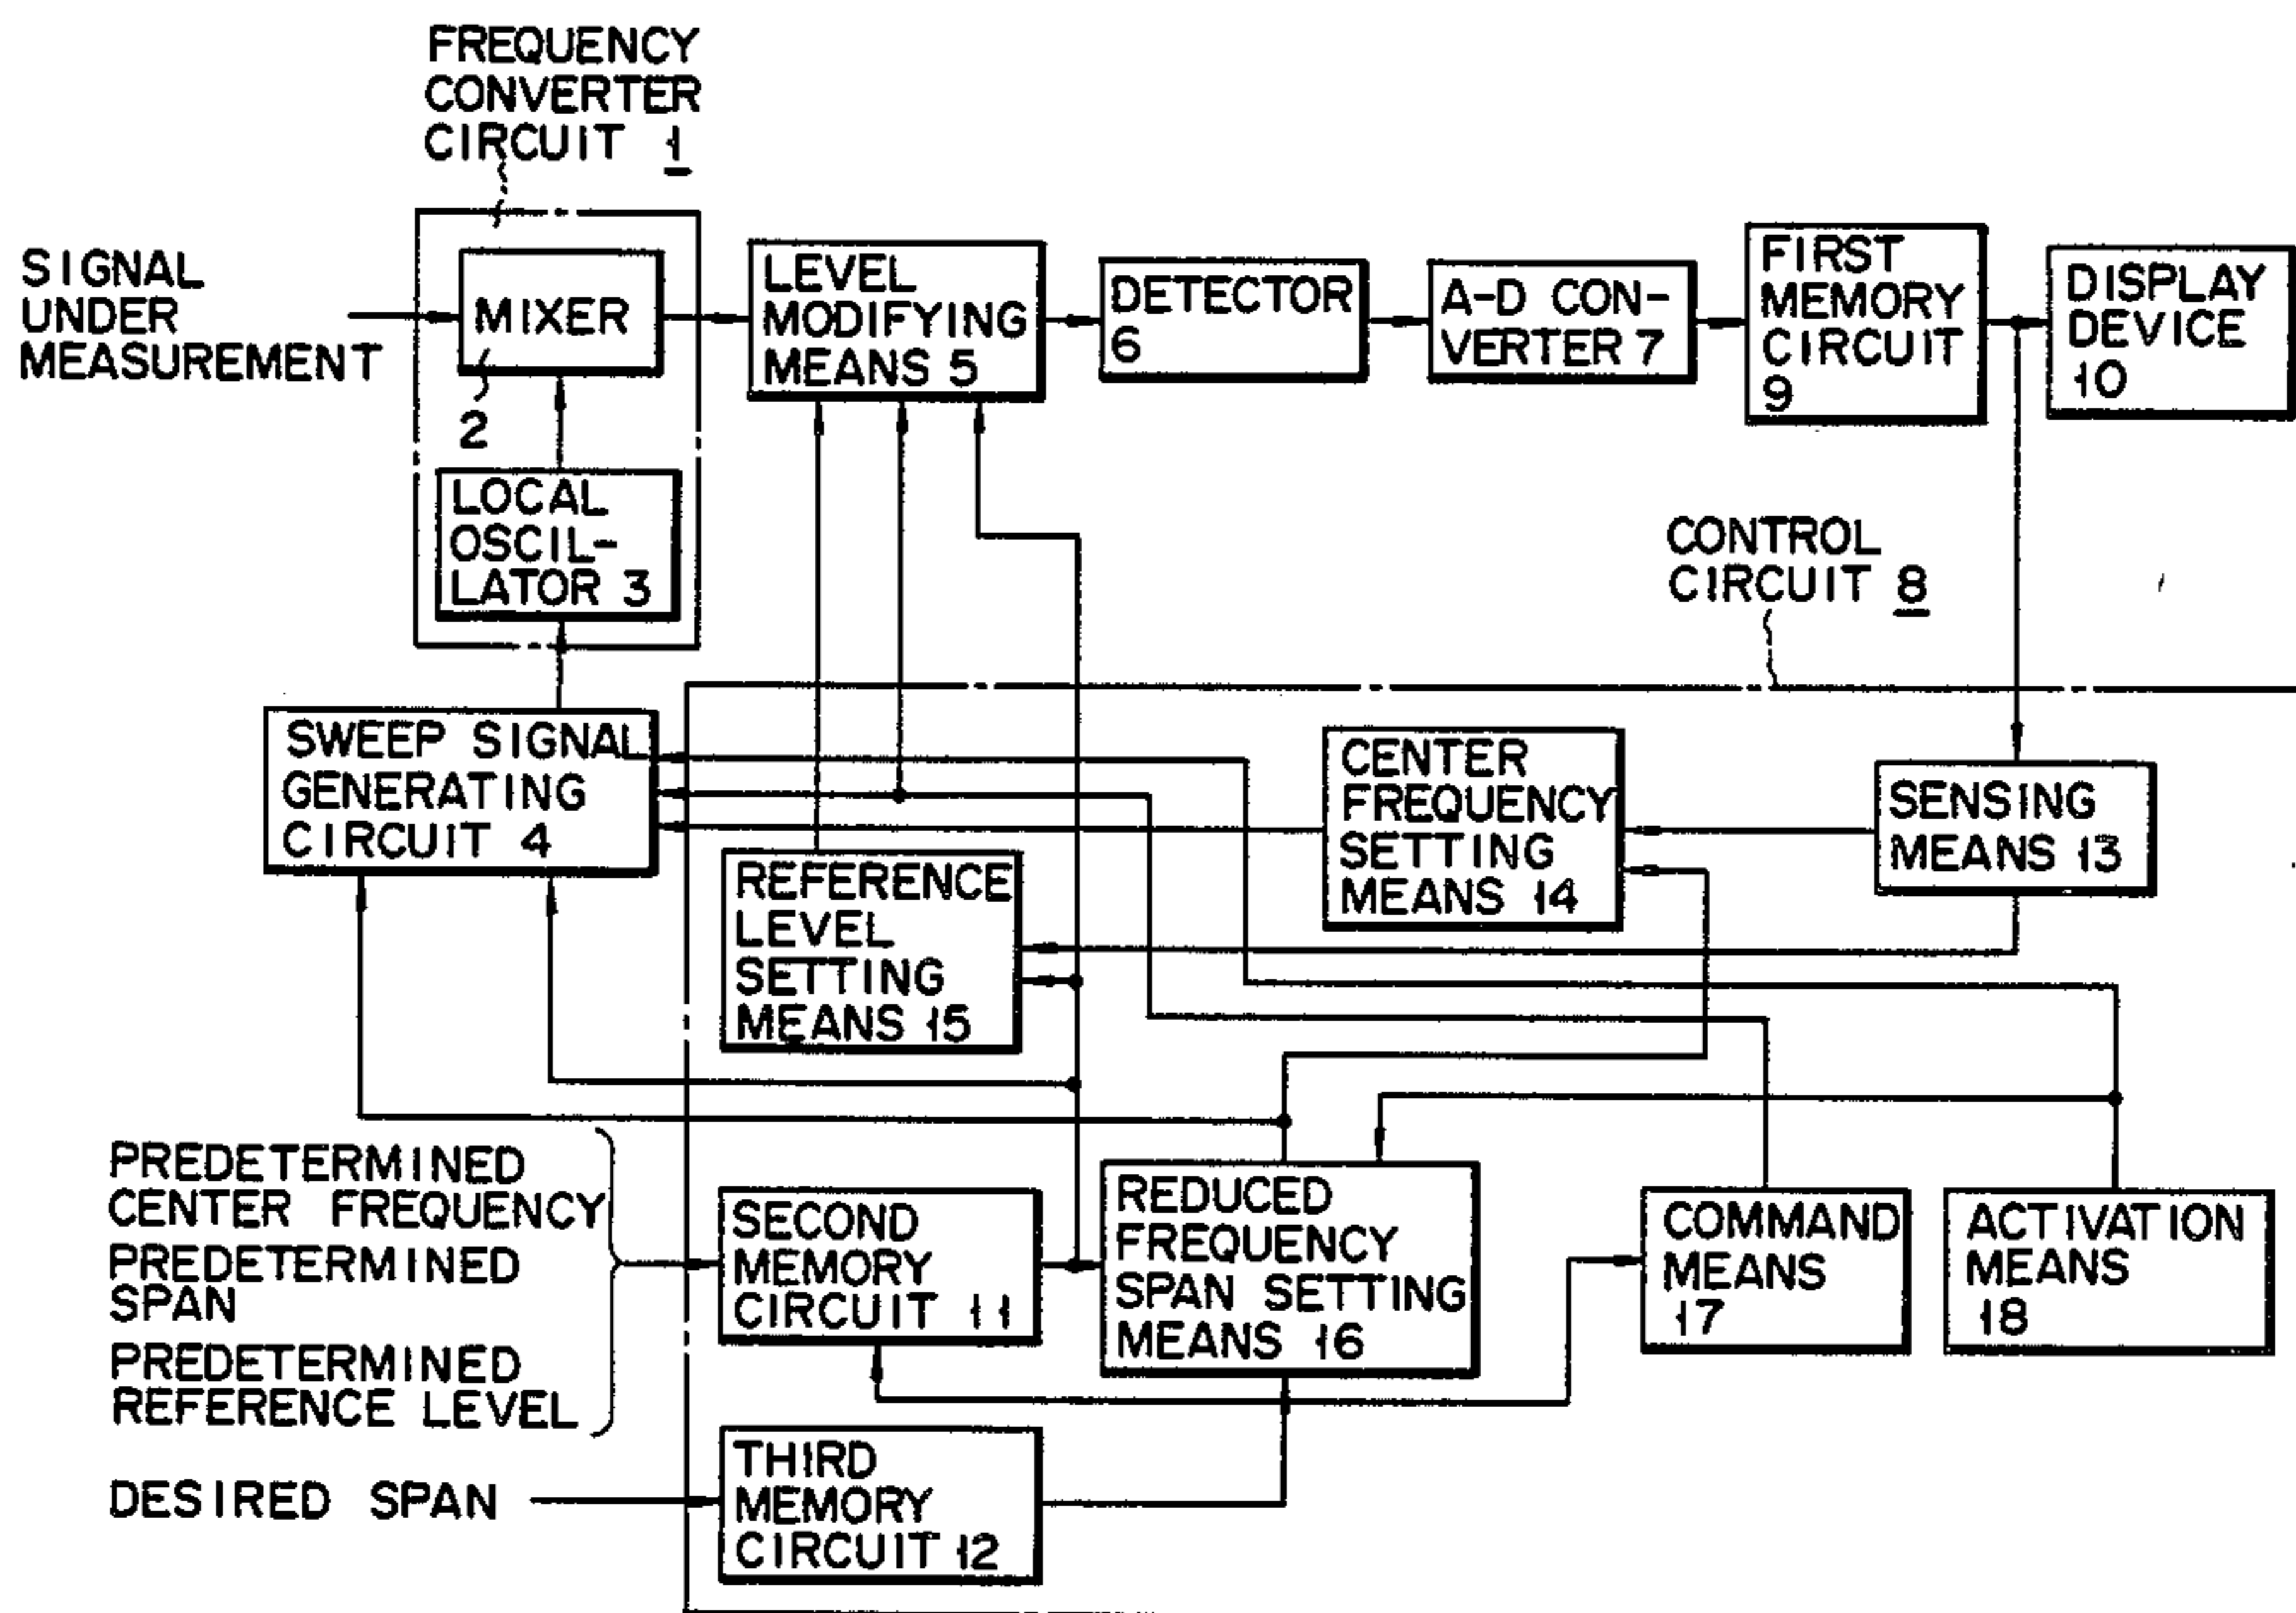 FREQUENCY
CONVERTER
CIRCUIT 1
SIGNAL
UNDER
MEASUREMENT
MIXER
2
LOCAL
OSCIL-
LATOR 3
LEVEL
MODIFYING
MEANS 5
DETECTOR
6
A-D CON-
VERTER 7
FIRST
MEMORY
CIRCUIT
9
DISPLAY
DEVICE
10
CONTROL
CIRCUIT 8
SWEEP SIGNAL
GENERATING
CIRCUIT 4
CENTER
FREQUENCY
SETTING
MEANS 14
SENSING
MEANS 13
REFERENCE
LEVEL
SETTING
MEANS 15
PREDETERMINED
CENTER FREQUENCY
PREDETERMINED
SPAN
PREDETERMINED
REFERENCE LEVEL
SECOND
MEMORY
CIRCUIT 11
REDUCED
FREQUENCY
SPAN SETTING
MEANS 16
COMMAND
MEANS
17
ACTIVATION
MEANS
18
DESIRED SPAN
THIRD
MEMORY
CIRCUIT 12